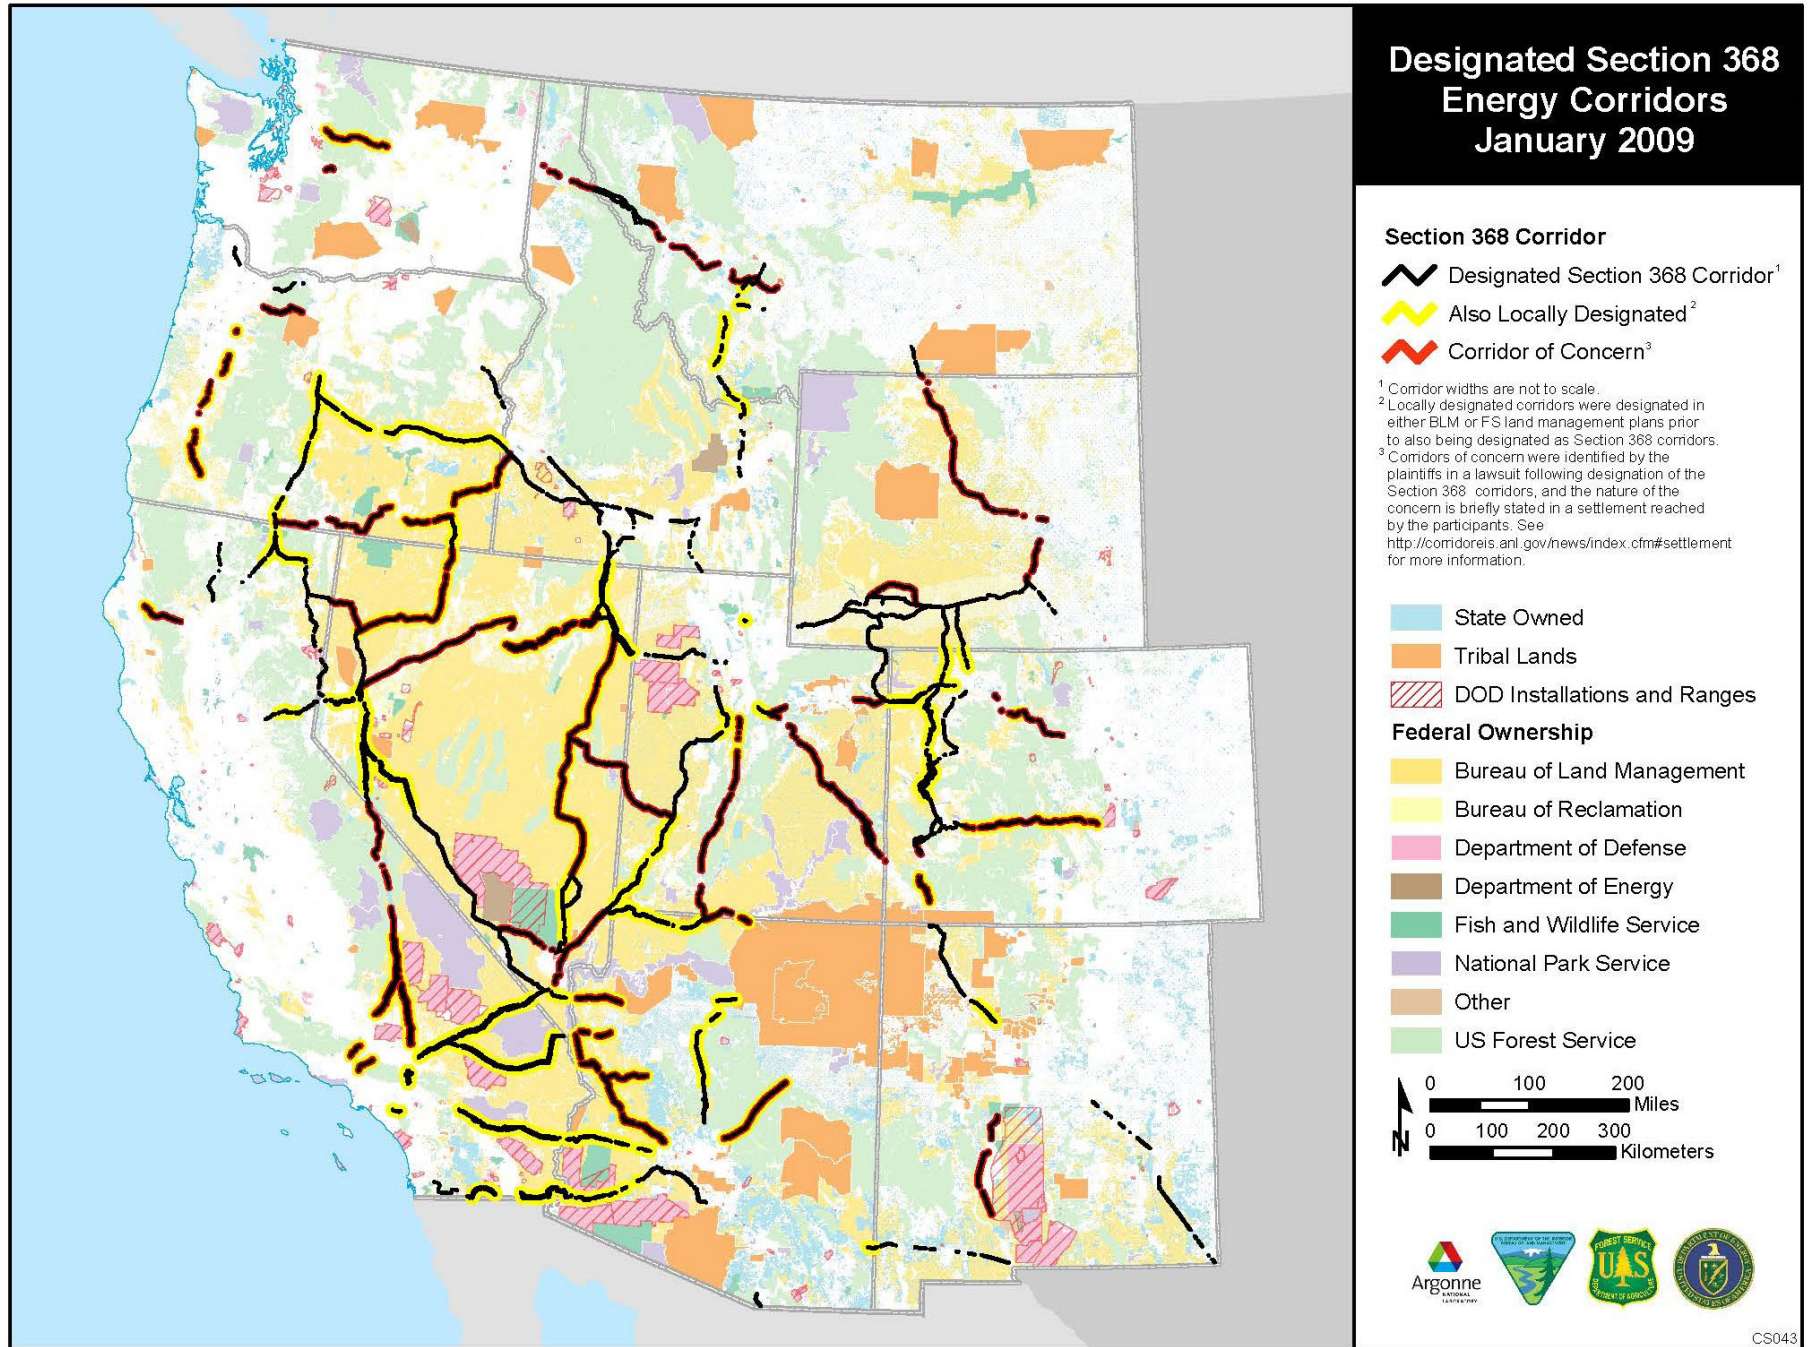 Designated Section 368
Energy Corridors
January 2009
Section 368 Corridor
Designated Section 368 Corridor1
Also Locally Designated2
Corridor of Concern3
1 Corridor widths are not to scale.
2 Locally designated corridors were designated in
either BLM or FS land management plans prior
to also being designated as Section 368 corridors.
3 Corridors of concern were identified by the
plaintiffs in a lawsuit following designation of the
Section 368 corridors, and the nature of the
concern is briefly stated in a settlement reached
by the participants. See
http://corridoreis.anl.gov/news/index.cfm#settlement
for more information.
State Owned
Tribal Lands
DOD Installations and Ranges
Federal Ownership
Bureau of Land Management
Bureau of Reclamation
Department of Defense
Department of Energy
Fish and Wildlife Service
National Park Service
Other
US Forest Service
0 100 200
Miles
0 100 200 300
Kilometers
N
Argonne
NATIONAL
LABORATORY
FOREST SERVICE
U S
DEPARTMENT OF AGRICULTURE
CS043